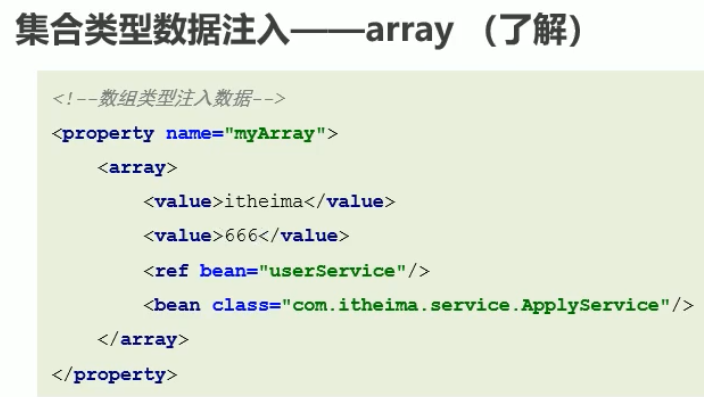 集合类型数据注入——array （了解）
<!--数组类型注入数据-->
<property name="myArray">
    <array>
        <value>itheima</value>
        <value>666</value>
        <ref bean="userService"/>
        <bean class="com.itheima.service.ApplyService"/>
    </array>
</property>